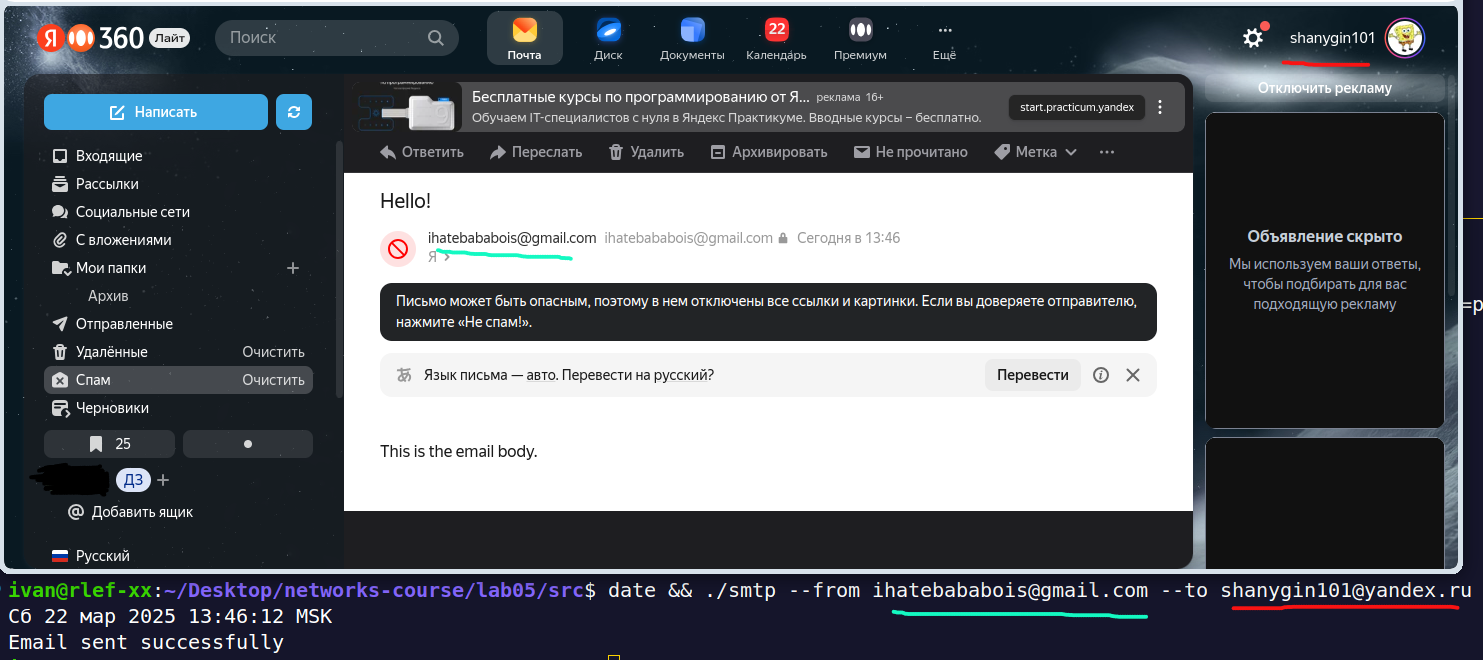 Я 360 Лайт
Поиск
Почта
Диск
Документы
22
Календарь
Премиум
Ещё
shanygin101
Написать
Входящие
Рассылки
Социальные сети
С вложениями
Мои папки
Архив
Отправленные
Удалённые Очистить
Спам Очистить
Черновики
25
ДЗ
Добавить ящик
Русский
Бесплатные курсы по программированию от Я... реклама 16+
Обучаем IT-специалистов с нуля в Яндекс Практикуме. Вводные курсы – бесплатно.
start.practicum.yandex
Ответить Переслать Удалить Архивировать Не прочитано Метка
Hello!
ihatebababois@gmail.com ihatebababois@gmail.com Сегодня в 13:46
Я
Письмо может быть опасным, поэтому в нем отключены все ссылки и картинки. Если вы доверяете отправителю,
нажмите «Не спам!».
Язык письма — авто. Перевести на русский?
Перевести
This is the email body.
Отключить рекламу
Объявление скрыто
Мы используем ваши ответы,
чтобы подбирать для вас
подходящую рекламу
=p
ivan@rlef-xx:~/Desktop/networks-course/lab05/src$ date && ./smtp --from ihatebababois@gmail.com --to shanygin101@yandex.ru
Сб 22 мар 2025 13:46:12 MSK
Email sent successfully